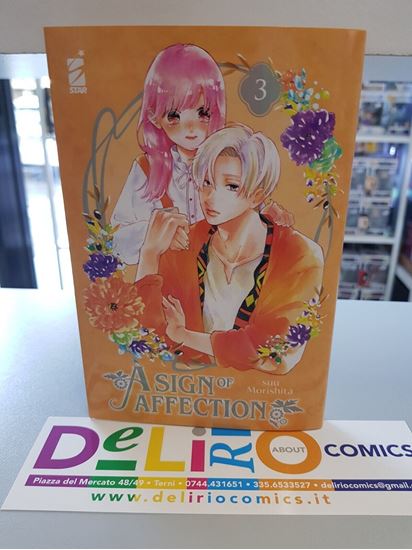 STAR
3
A SIGN OF
AFFECTION
suu
Morishita
DeLiRiO ABOUT COMICS
Piazza del Mercato 48/49 • Terni • 0744.431651 • 335.6533527 • deliriocomics@gmail.com
www.deliriocomics.it